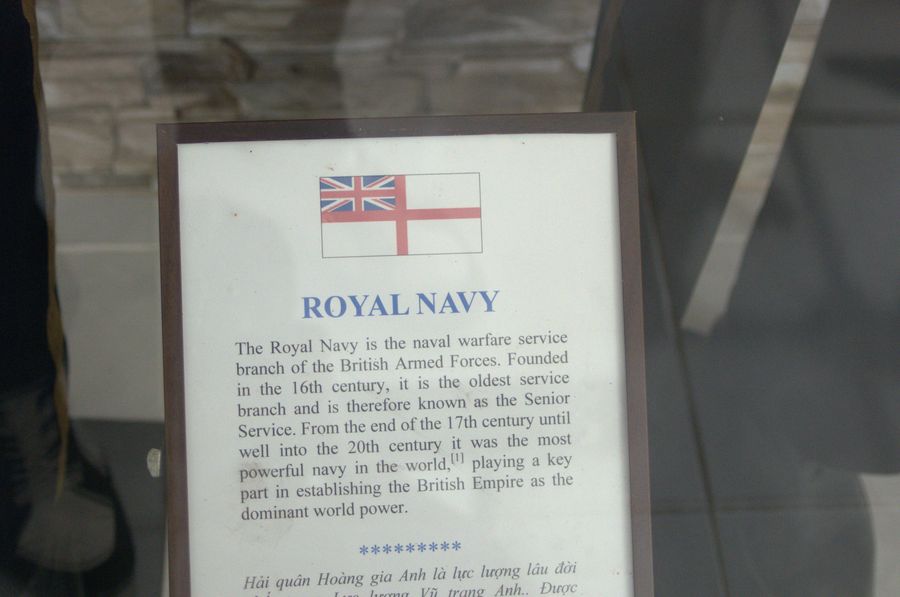 ROYAL NAVY
The Royal Navy is the naval warfare service
branch of the British Armed Forces. Founded
in the 16th century, it is the oldest service
branch and is therefore known as the Senior
Service. From the end of the 17th century until
well into the 20th century it was the most
powerful navy in the world,[1] playing a key
part in establishing the British Empire as the
dominant world power.
*********
Hải quân Hoàng gia Anh là lực lượng lâu đời
lực lượng Vũ trang Anh.. Được